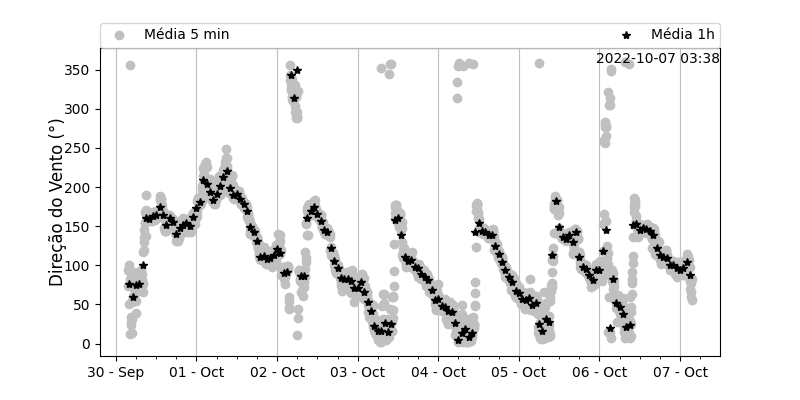 Média 5 min
Média 1h
2022-10-07 03:38
Direção do Vento (°)
350
300
250
200
150
100
50
0
30 - Sep
01 - Oct
02 - Oct
03 - Oct
04 - Oct
05 - Oct
06 - Oct
07 - Oct